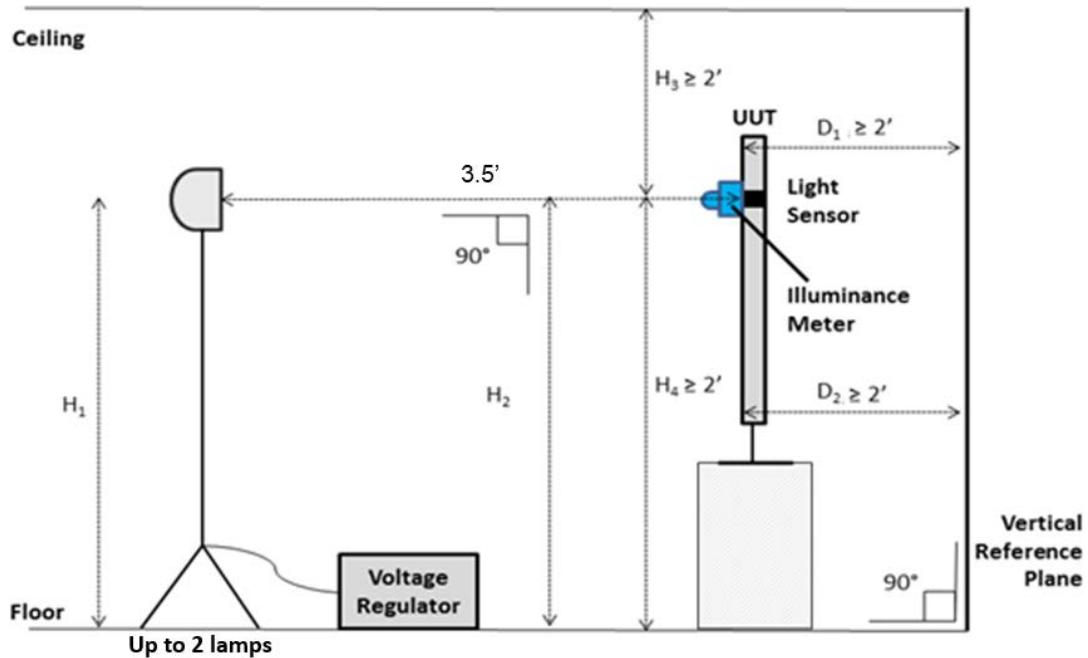 Ceiling
H₃ ≥ 2’
UUT
D₁ ≥ 2’
3.5’
Light
Sensor
90°
Illuminance
Meter
H₁
H₂
H₄ ≥ 2’
D₂. ≥ 2’
Voltage
Regulator
Vertical
Reference
Plane
90°
Floor
Up to 2 lamps